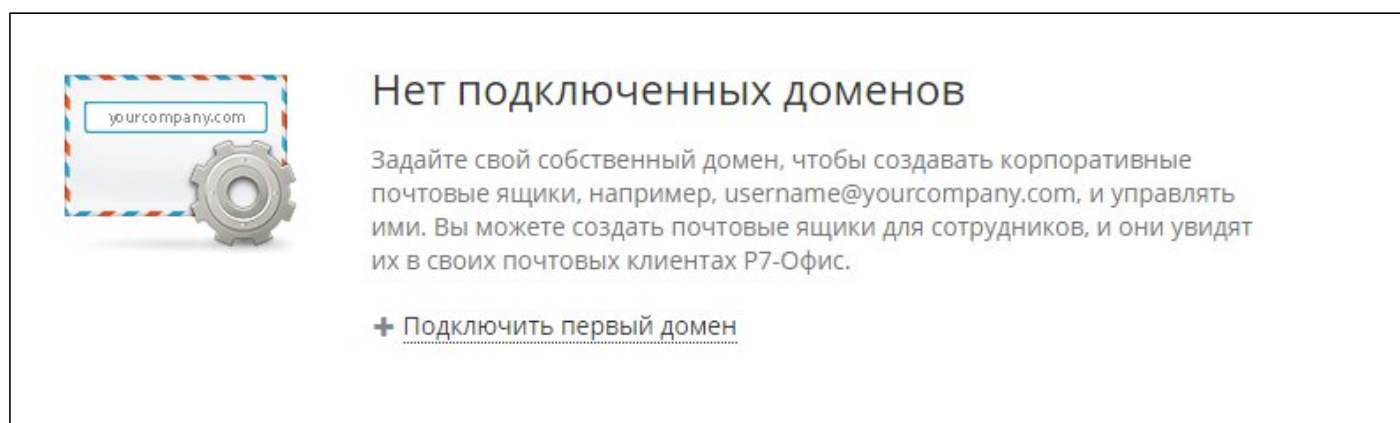 yourcompany.com
Нет подключенных доменов
Задайте свой собственный домен, чтобы создавать корпоративные
почтовые ящики, например, username@yourcompany.com, и управлять
ими. Вы можете создать почтовые ящики для сотрудников, и они увидят
их в своих почтовых клиентах Р7-Офис.
+ Подключить первый домен